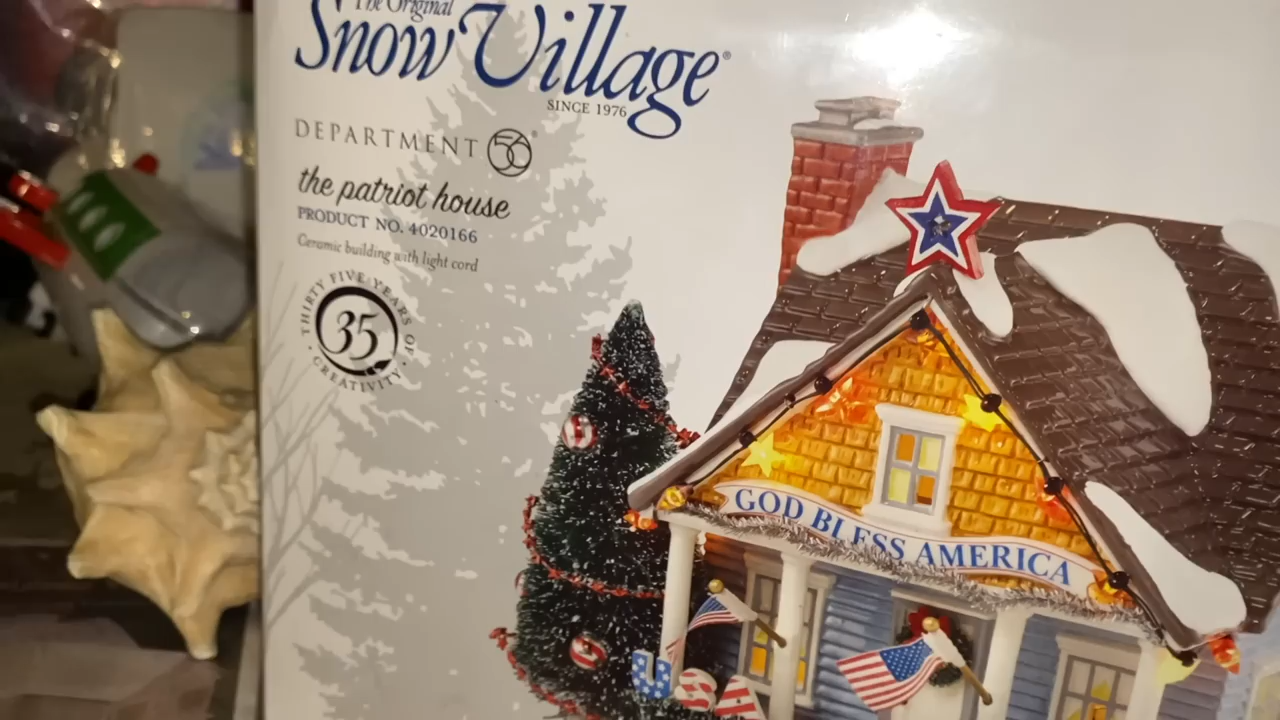 The Original
Snow Village®
SINCE 1976
DEPARTMENT 56®
the patriot house
PRODUCT NO. 4020166
Ceramic building with light cord
THIRTY FIVE YEARS OF
35
CREATIVITY
GOD BLESS AMERICA
U S A